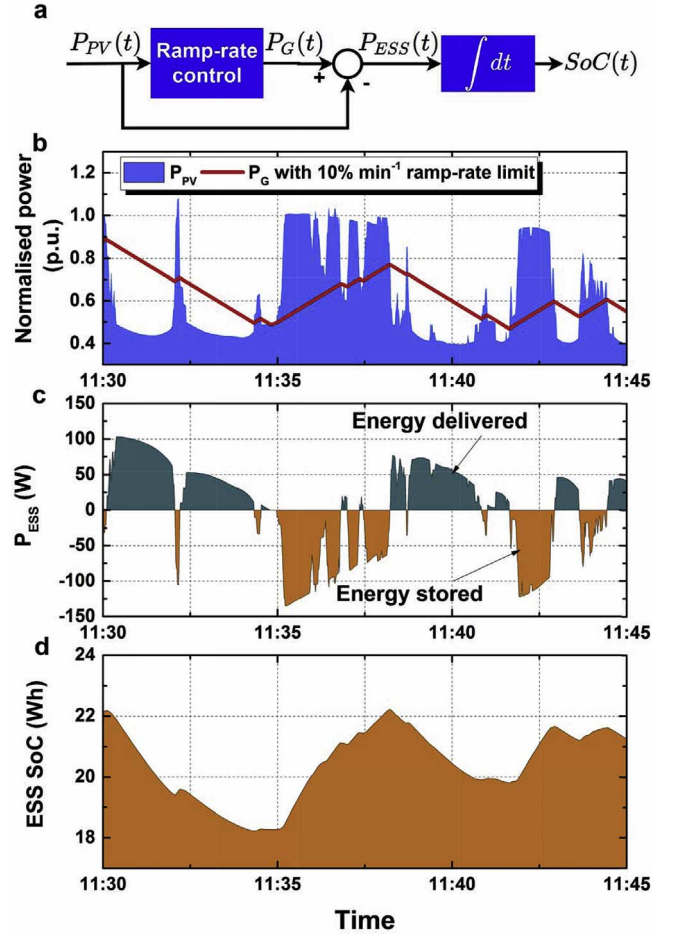 a
P_PV(t) Ramp-rate control P_G(t) P_ESS(t) ∫ dt SoC(t)
+ -
b
Normalised power (p.u.)
P_PV P_G with 10% min⁻¹ ramp-rate limit
1.2
1.0
0.8
0.6
0.4
11:30 11:35 11:40 11:45
c
P_ESS (W)
150
100
50
0
-50
-100
-150
Energy delivered
Energy stored
11:30 11:35 11:40 11:45
d
ESS SoC (Wh)
24
22
20
18
11:30 11:35 11:40 11:45
Time